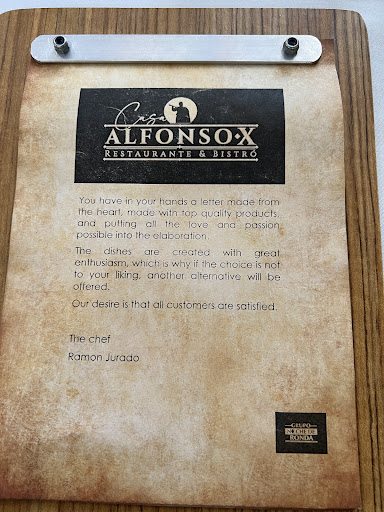 Casa
ALFONSO·X
RESTAURANTE & BISTRÓ
You have in your hands a letter made from
the heart, made with top quality products,
and putting all the love and passion
possible into the elaboration.
The dishes are created with great
enthusiasm, which is why if the choice is not
to your liking, another alternative will be
offered.
Our desire is that all customers are satisfied.
The chef
Ramon Jurado
GRUPO
NOCHE DE
RONDA